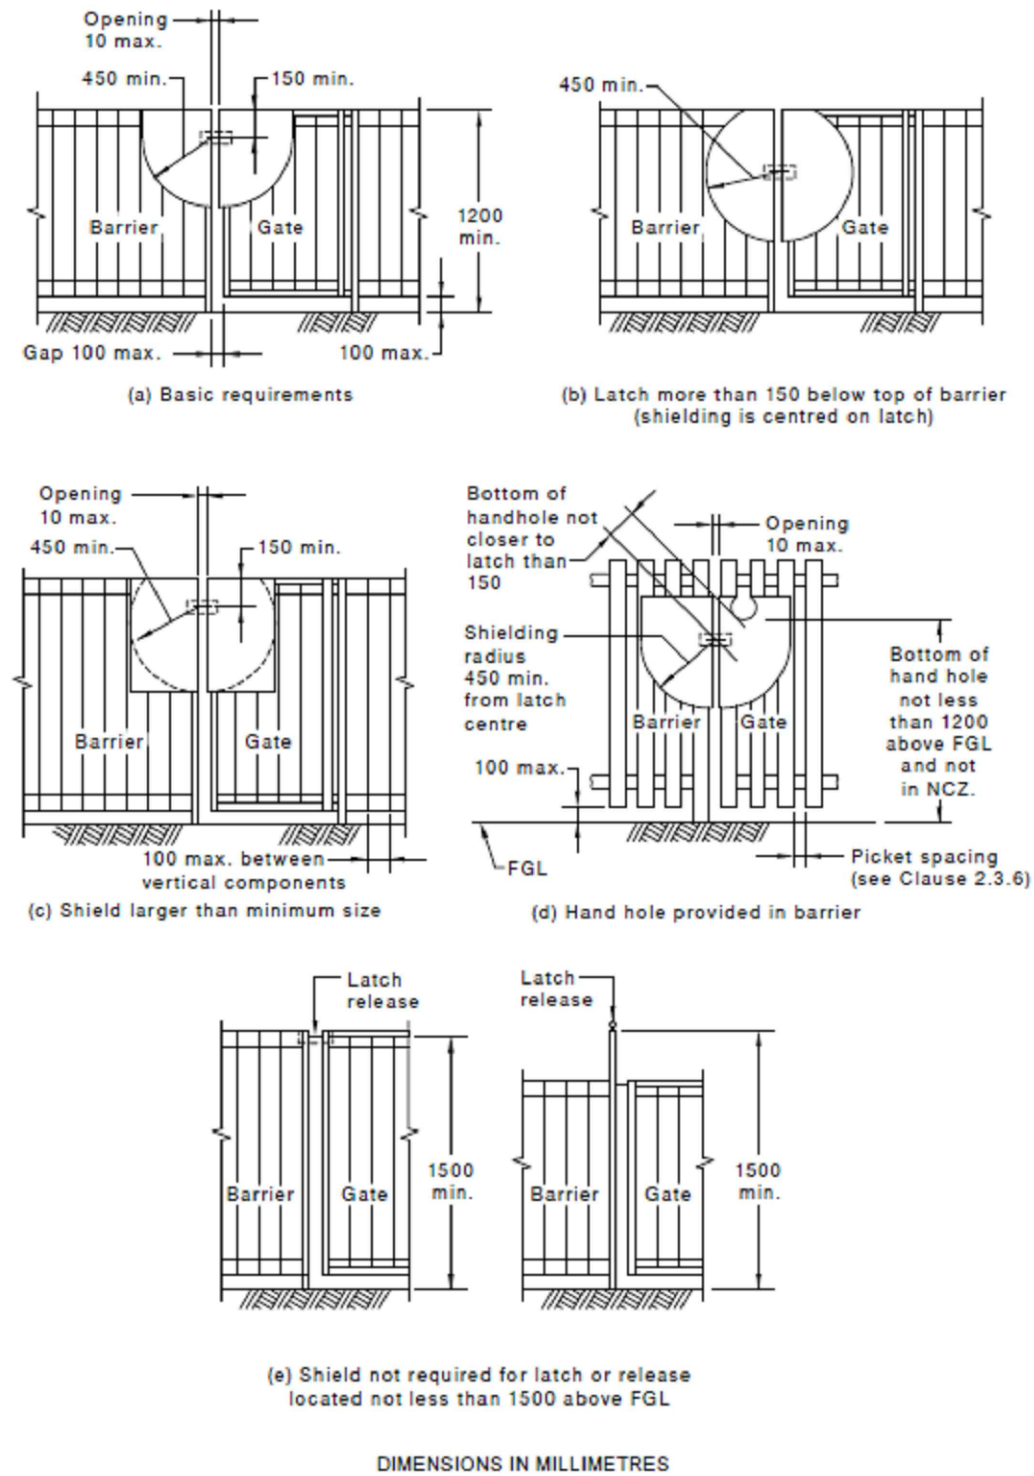 Opening
10 max.
450 min.
150 min.
Barrier
Gate
1200
min.
Gap 100 max.
100 max.
(a) Basic requirements
450 min.
Barrier
Gate
(b) Latch more than 150 below top of barrier
(shielding is centred on latch)
Opening
10 max.
450 min.
150 min.
Barrier
Gate
100 max. between
vertical components
(c) Shield larger than minimum size
Bottom of
handhole not
closer to
latch than
150
Opening
10 max.
Shielding
radius
450 min.
from latch
centre
Barrier
Gate
Bottom of
hand hole
not less
than 1200
above FGL
and not
in NCZ.
100 max.
FGL
Picket spacing
(see Clause 2.3.6)
(d) Hand hole provided in barrier
Latch
release
Barrier
Gate
1500
min.
Latch
release
Barrier
Gate
1500
min.
(e) Shield not required for latch or release
located not less than 1500 above FGL
DIMENSIONS IN MILLIMETRES